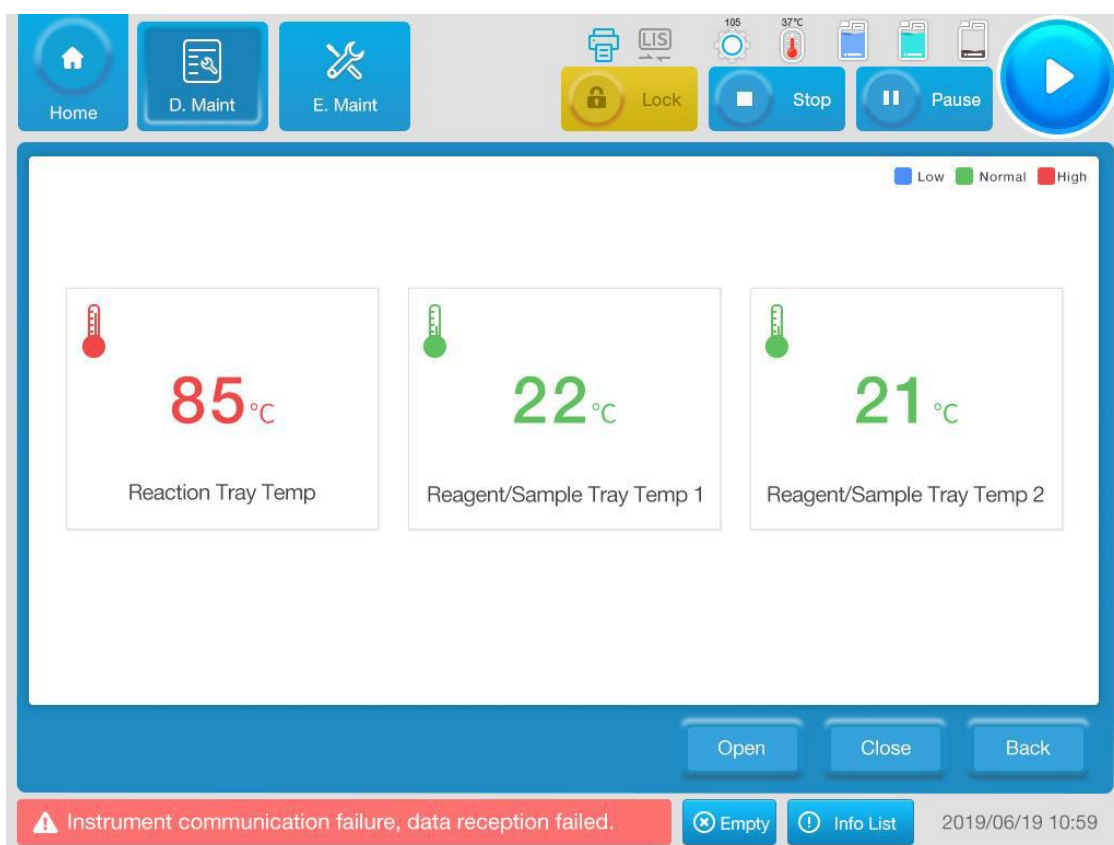 105 37°C
LIS
Home D. Maint E. Maint Lock Stop Pause
Low Normal High
85°C 22°C 21°C
Reaction Tray Temp Reagent/Sample Tray Temp 1 Reagent/Sample Tray Temp 2
Open Close Back
Instrument communication failure, data reception failed. Empty Info List 2019/06/19 10:59